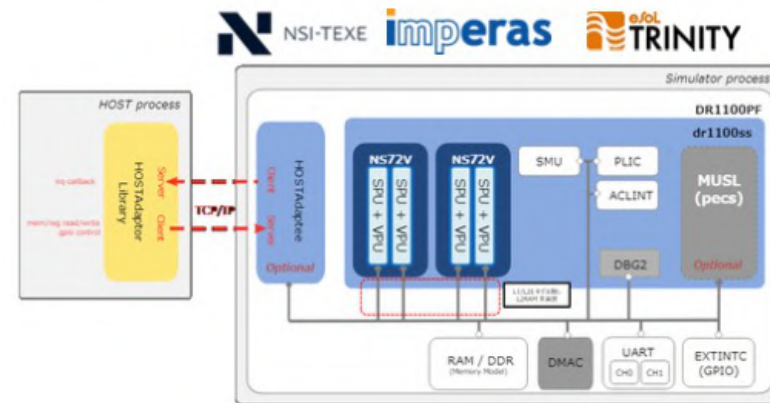 NSI-TEXE
imperas
eSOL
TRINITY
Simulator process
HOST process
DR1100PF
dr1100ss
HOSTAdaptor
Library
Server
Client
irq callback
mem/reg read/write
gpio control
TCP/IP
HOSTAdaptee
Client
Server
Optional
NS72V
SPU + VPU
SPU + VPU
NS72V
SPU + VPU
SPU + VPU
SMU
PLIC
ACLINT
DBG2
MUSL
(pecs)
Optional
RAM / DDR
(Memory Model)
DMAC
UART
CH0
CH1
EXTINTC
(GPIO)